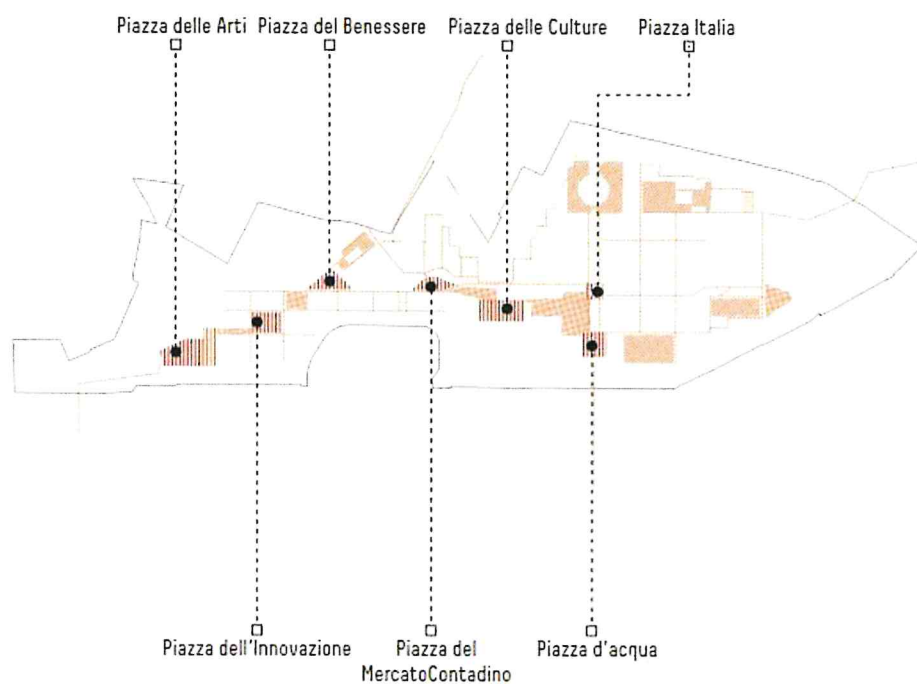 Piazza delle Arti
Piazza del Benessere
Piazza delle Culture
Piazza Italia
Piazza dell'Innovazione
Piazza del
MercatoContadino
Piazza d'acqua